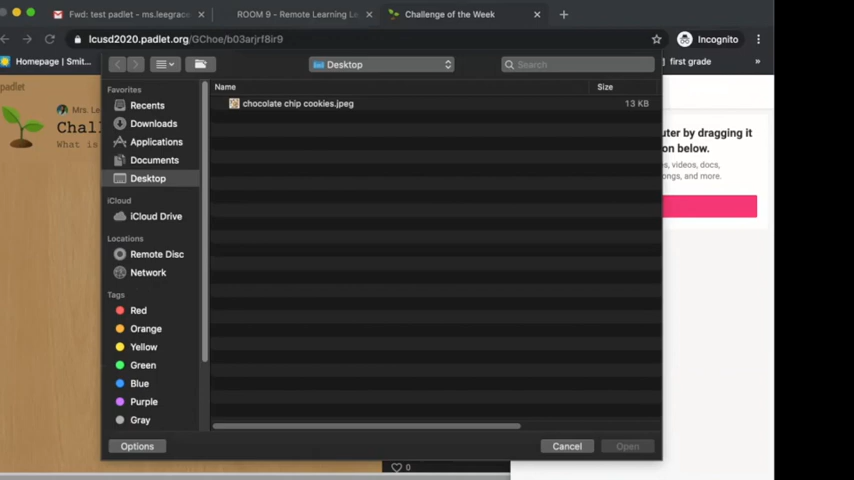 Fwd: test padlet - ms.leegrace
ROOM 9 - Remote Learning Le
Challenge of the Week
lcusd2020.padlet.org/GChoe/b03arjrf8ir9
Incognito
Homepage | Smit...
first grade
»
padlet
Mrs. Le
Chal
What is
Desktop
Search
Favorites
Recents
Downloads
Applications
Documents
Desktop
iCloud
iCloud Drive
Locations
Remote Disc
Network
Tags
Red
Orange
Yellow
Green
Blue
Purple
Gray
Name
Size
chocolate chip cookies.jpeg
13 KB
uter by dragging it
on below.
s, videos, docs,
ongs, and more.
Options
Cancel
Open
0